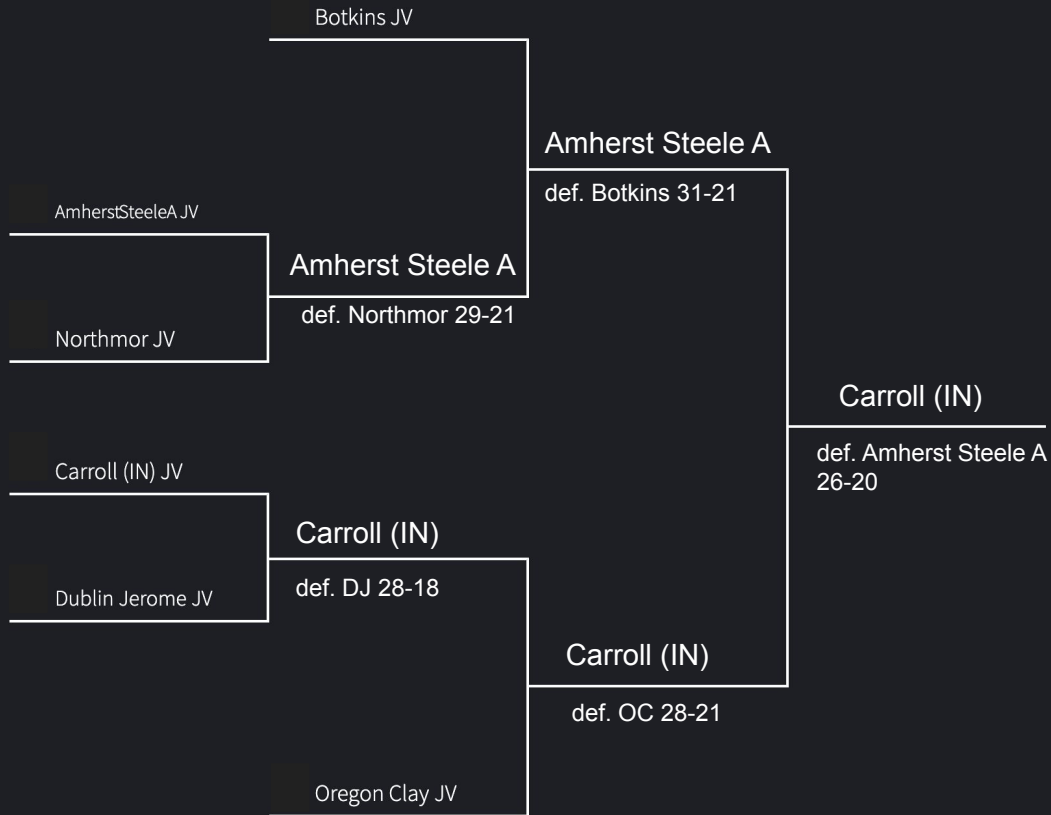 Botkins JV
Amherst Steele A
def. Botkins 31-21
AmherstSteeleA JV
Amherst Steele A
def. Northmor 29-21
Northmor JV
Carroll (IN)
def. Amherst Steele A
26-20
Carroll (IN) JV
Carroll (IN)
def. DJ 28-18
Dublin Jerome JV
Carroll (IN)
def. OC 28-21
Oregon Clay JV